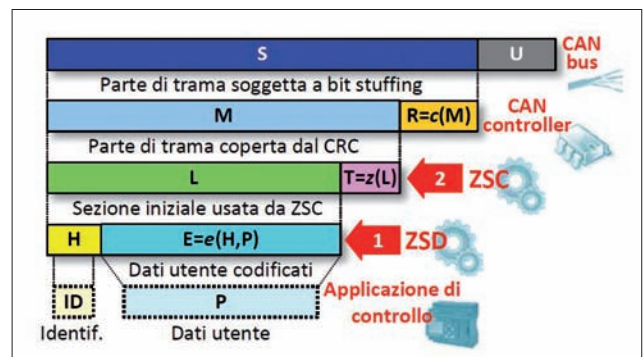 S U CAN bus
Parte di trama soggetta a bit stuffing
M R=c(M) CAN controller
Parte di trama coperta dal CRC
L T=z(L) 2 ZSC
Sezione iniziale usata da ZSC
H E=e(H,P) 1 ZSD
Dati utente codificati
ID P Applicazione di controllo
Identif. Dati utente